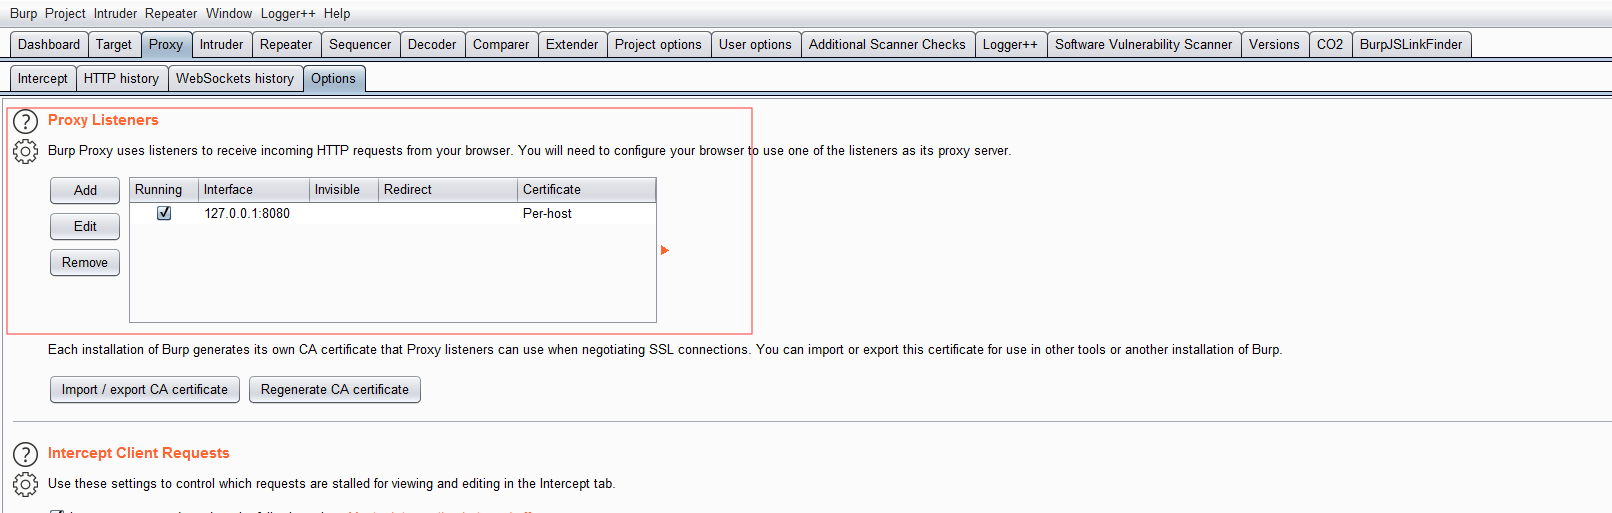 Burp Project Intruder Repeater Window Logger++ Help
Dashboard Target Proxy Intruder Repeater Sequencer Decoder Comparer Extender Project options User options Additional Scanner Checks Logger++ Software Vulnerability Scanner Versions CO2 BurpJSLinkFinder
Intercept HTTP history WebSockets history Options
? Proxy Listeners
Burp Proxy uses listeners to receive incoming HTTP requests from your browser. You will need to configure your browser to use one of the listeners as its proxy server.
Add Running Interface Invisible Redirect Certificate
127.0.0.1:8080 Per-host
Edit
Remove
Each installation of Burp generates its own CA certificate that Proxy listeners can use when negotiating SSL connections. You can import or export this certificate for use in other tools or another installation of Burp.
Import / export CA certificate Regenerate CA certificate
? Intercept Client Requests
Use these settings to control which requests are stalled for viewing and editing in the Intercept tab.